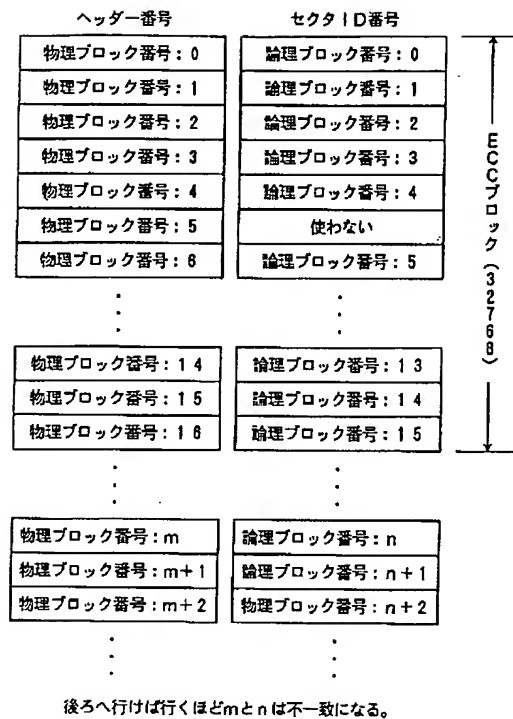 ヘッダー番号 セクタID番号
物理ブロック番号:0 論理ブロック番号:0
物理ブロック番号:1 論理ブロック番号:1
物理ブロック番号:2 論理ブロック番号:2
物理ブロック番号:3 論理ブロック番号:3
物理ブロック番号:4 論理ブロック番号:4
物理ブロック番号:5 使わない
物理ブロック番号:6 論理ブロック番号:5
物理ブロック番号:14 論理ブロック番号:13
物理ブロック番号:15 論理ブロック番号:14
物理ブロック番号:16 論理ブロック番号:15
ECCブロック(32768)
物理ブロック番号:m 論理ブロック番号:n
物理ブロック番号:m+1 論理ブロック番号:n+1
物理ブロック番号:m+2 物理ブロック番号:n+2
後ろへ行けば行くほどmとnは不一致になる。